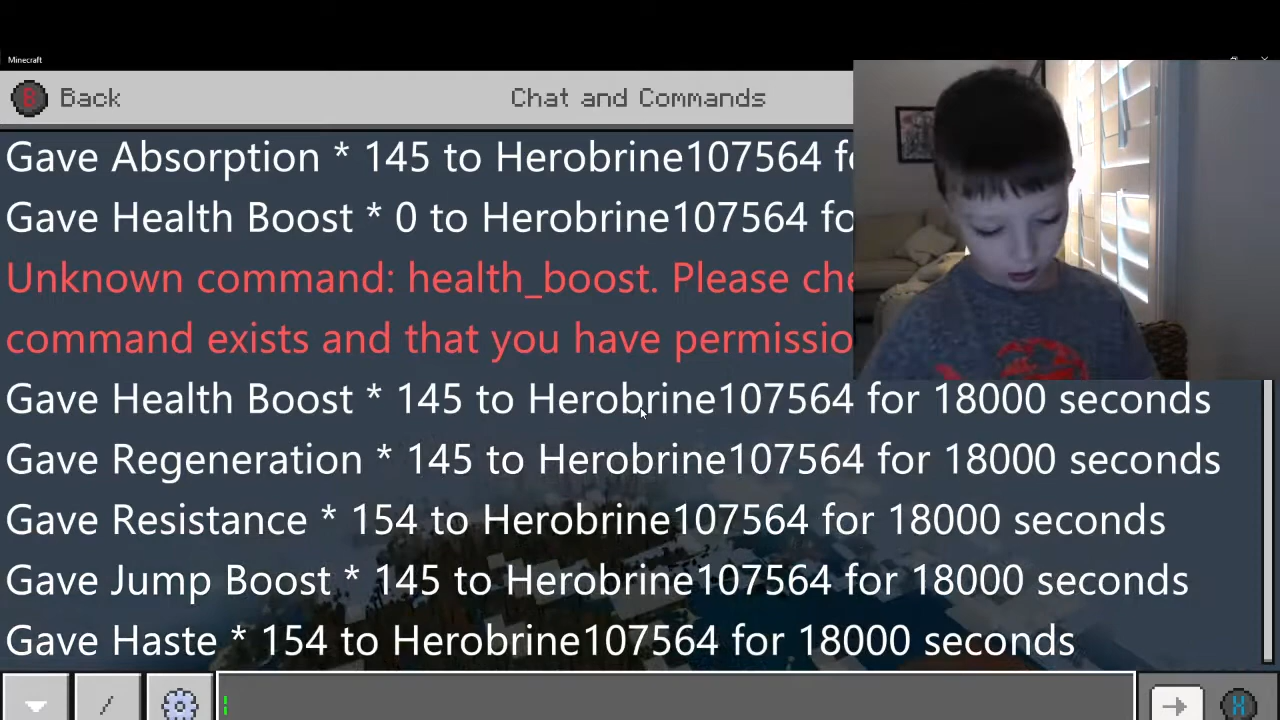 Minecraft
B Back
Chat and Commands
Gave Absorption * 145 to Herobrine107564
Gave Health Boost * 0 to Herobrine107564
Unknown command: health_boost. Please
command exists and that you have
Gave Health Boost * 145 to Herobrine107564 for 18000 seconds
Gave Regeneration * 145 to Herobrine107564 for 18000 seconds
Gave Resistance * 154 to Herobrine107564 for 18000 seconds
Gave Jump Boost * 145 to Herobrine107564 for 18000 seconds
Gave Haste * 154 to Herobrine107564 for 18000 seconds
/
X